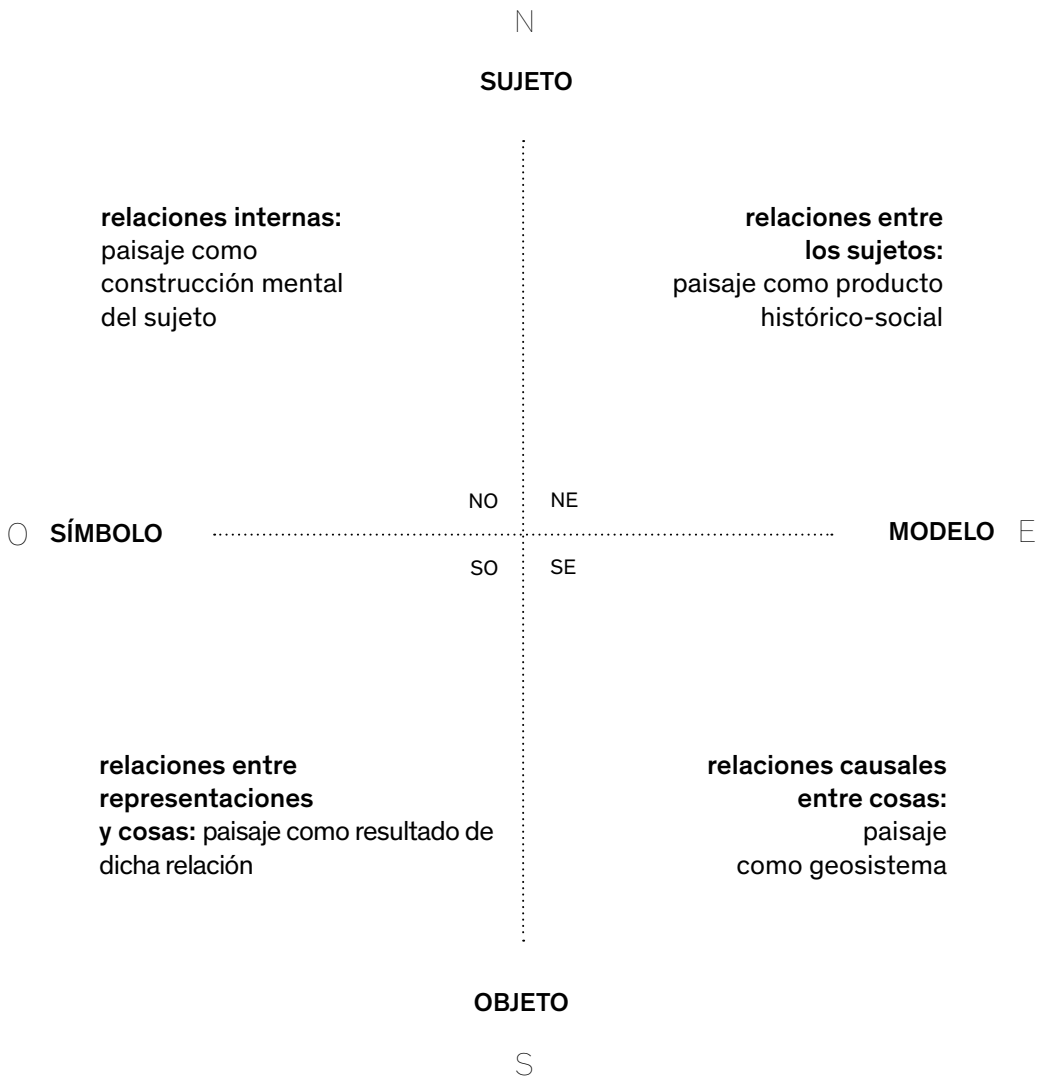 N
SUJETO
relaciones internas:
paisaje como
construcción mental
del sujeto
relaciones entre
los sujetos:
paisaje como producto
histórico-social
NO
NE
O
SÍMBOLO
MODELO
E
SO
SE
relaciones entre
representaciones
y cosas: paisaje como resultado de
dicha relación
relaciones causales
entre cosas:
paisaje
como geosistema
OBJETO
S